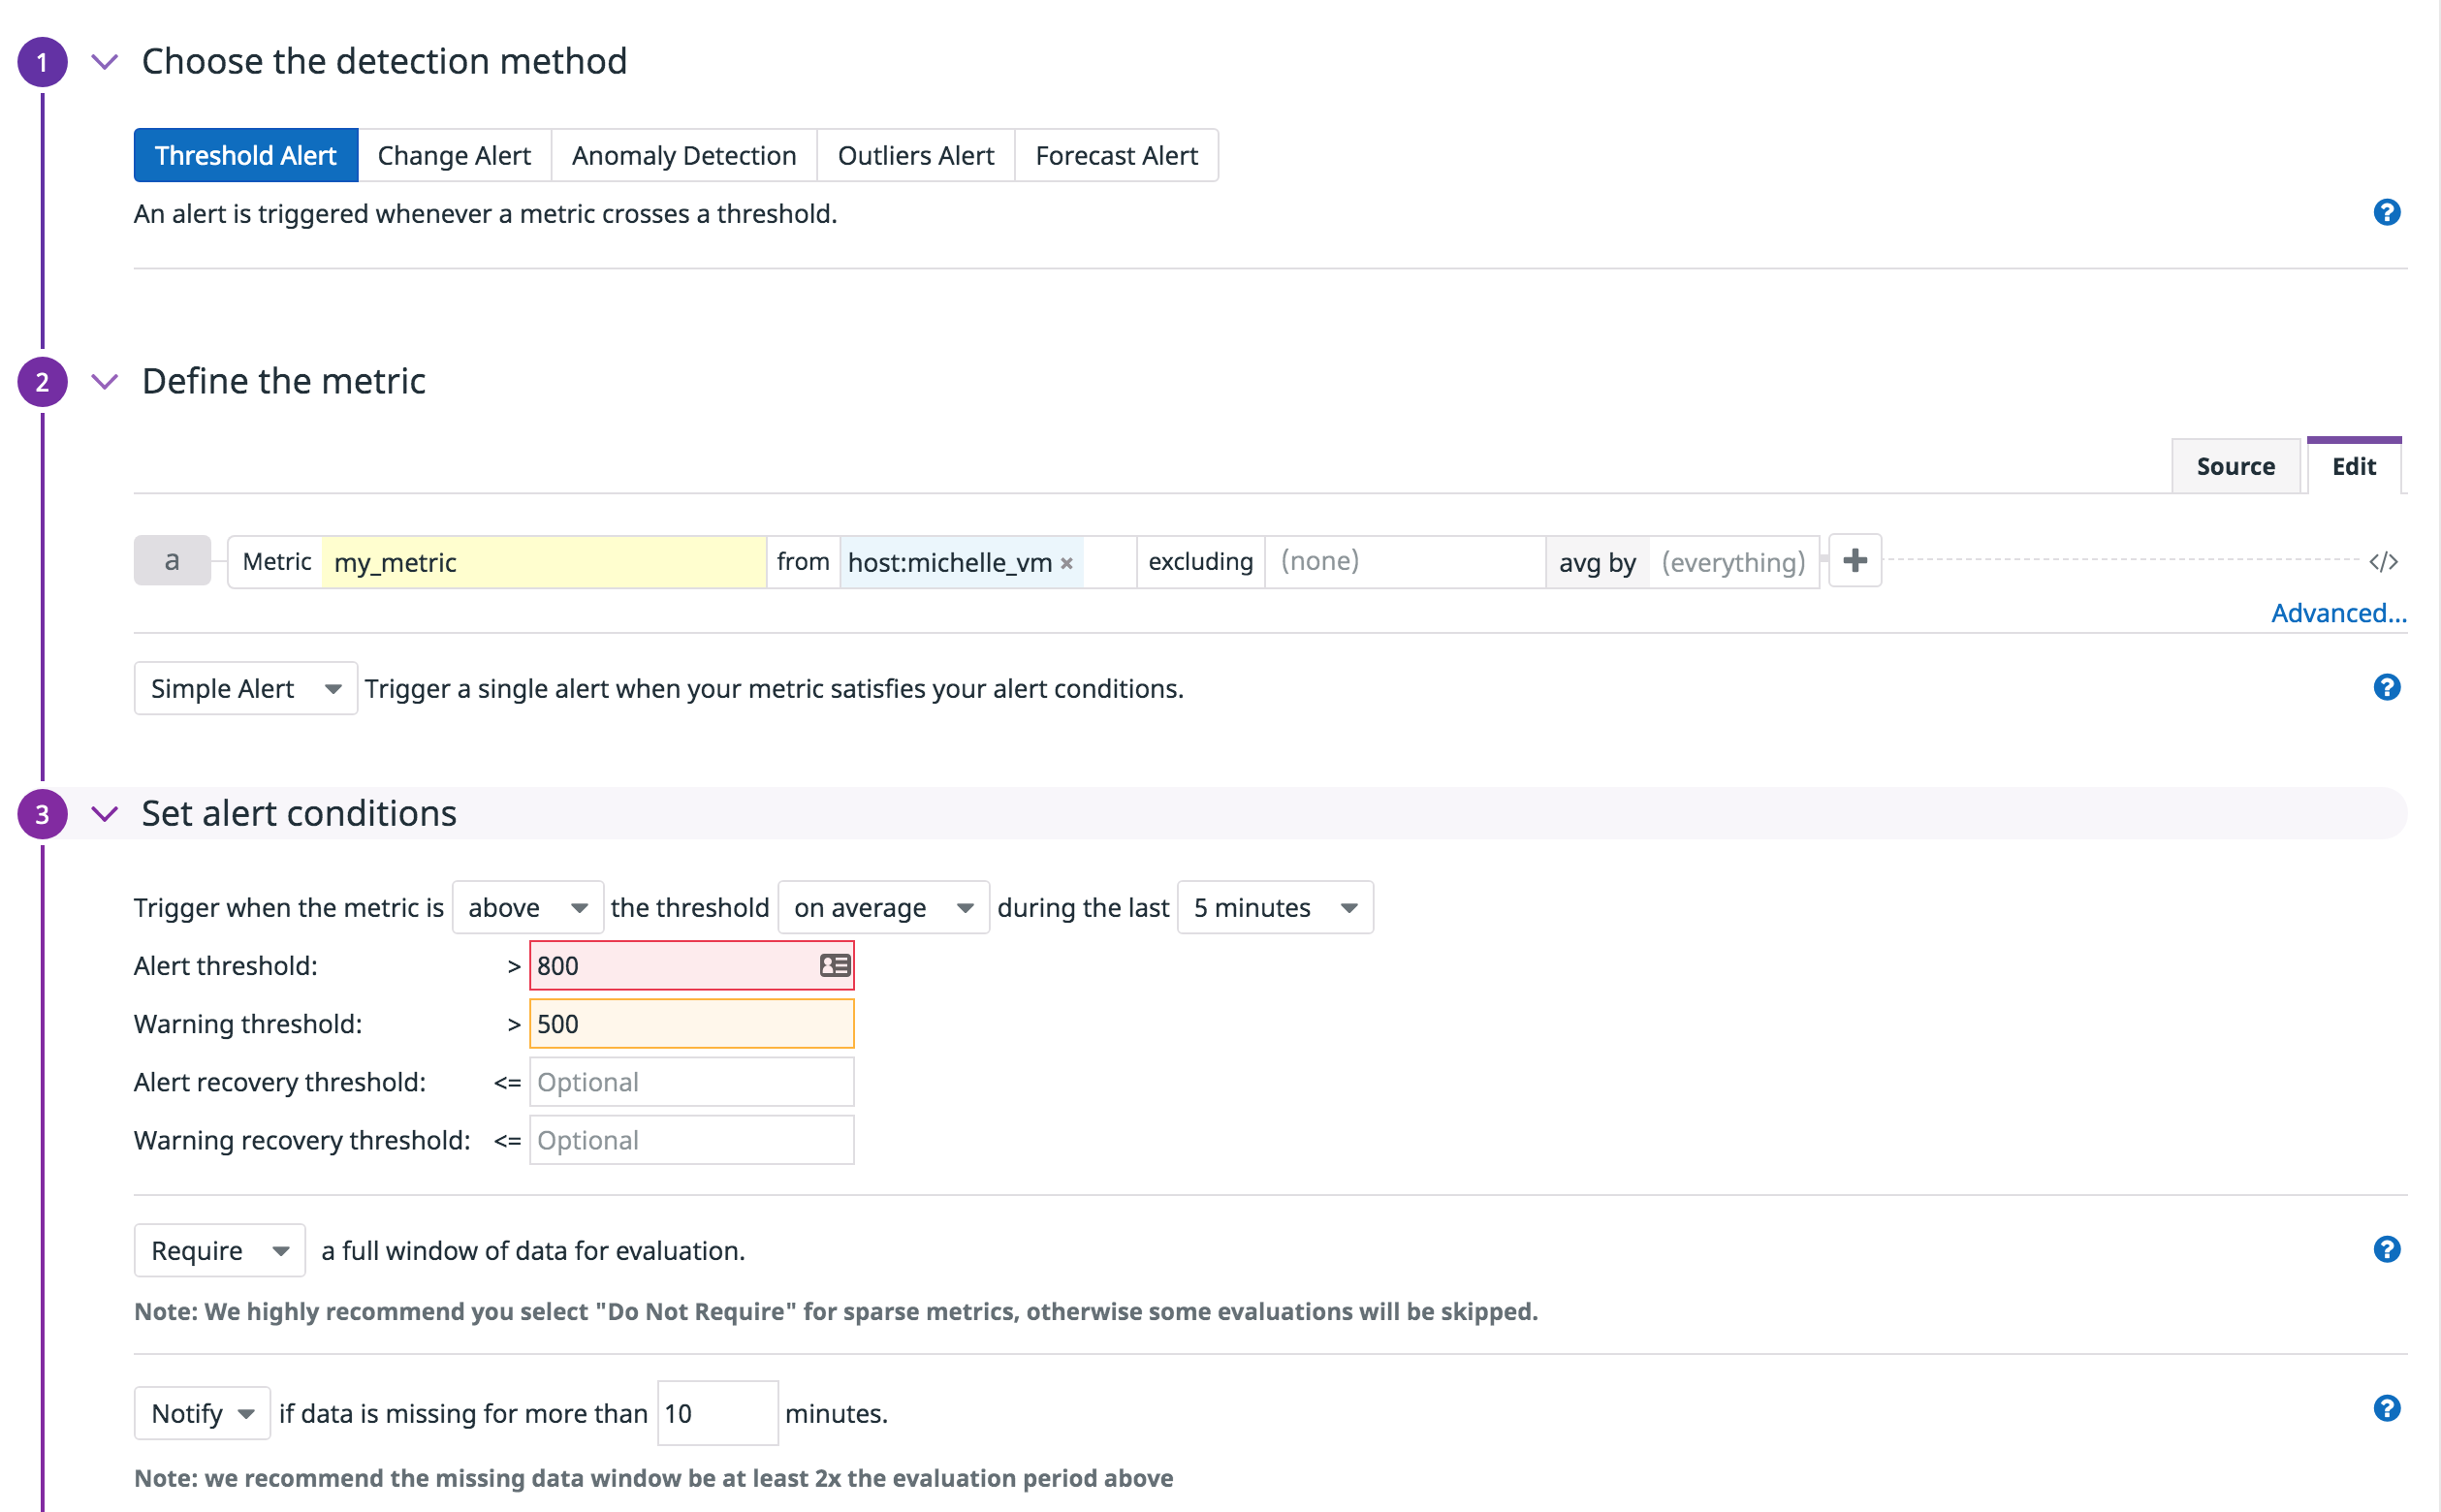 1 Choose the detection method
Threshold Alert Change Alert Anomaly Detection Outliers Alert Forecast Alert
An alert is triggered whenever a metric crosses a threshold. ?
2 Define the metric
Source Edit
a Metric my_metric from host:michelle_vm × excluding (none) avg by (everything) + </>
Advanced...
Simple Alert Trigger a single alert when your metric satisfies your alert conditions. ?
3 Set alert conditions
Trigger when the metric is above the threshold on average during the last 5 minutes
Alert threshold: > 800
Warning threshold: > 500
Alert recovery threshold: <= Optional
Warning recovery threshold: <= Optional
Require a full window of data for evaluation. ?
Note: We highly recommend you select "Do Not Require" for sparse metrics, otherwise some evaluations will be skipped.
Notify if data is missing for more than 10 minutes. ?
Note: we recommend the missing data window be at least 2x the evaluation period above